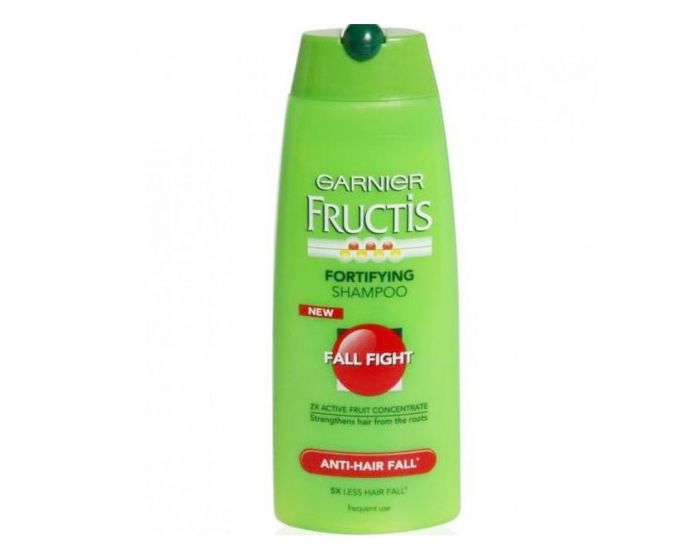 GARNIER
FRUCTiS
FORTIFYING
SHAMPOO
NEW
FALL FIGHT
2X ACTIVE FRUIT CONCENTRATE
Strengthens hair from the roots
ANTI-HAIR FALL*
5X LESS HAIR FALL*
frequent use